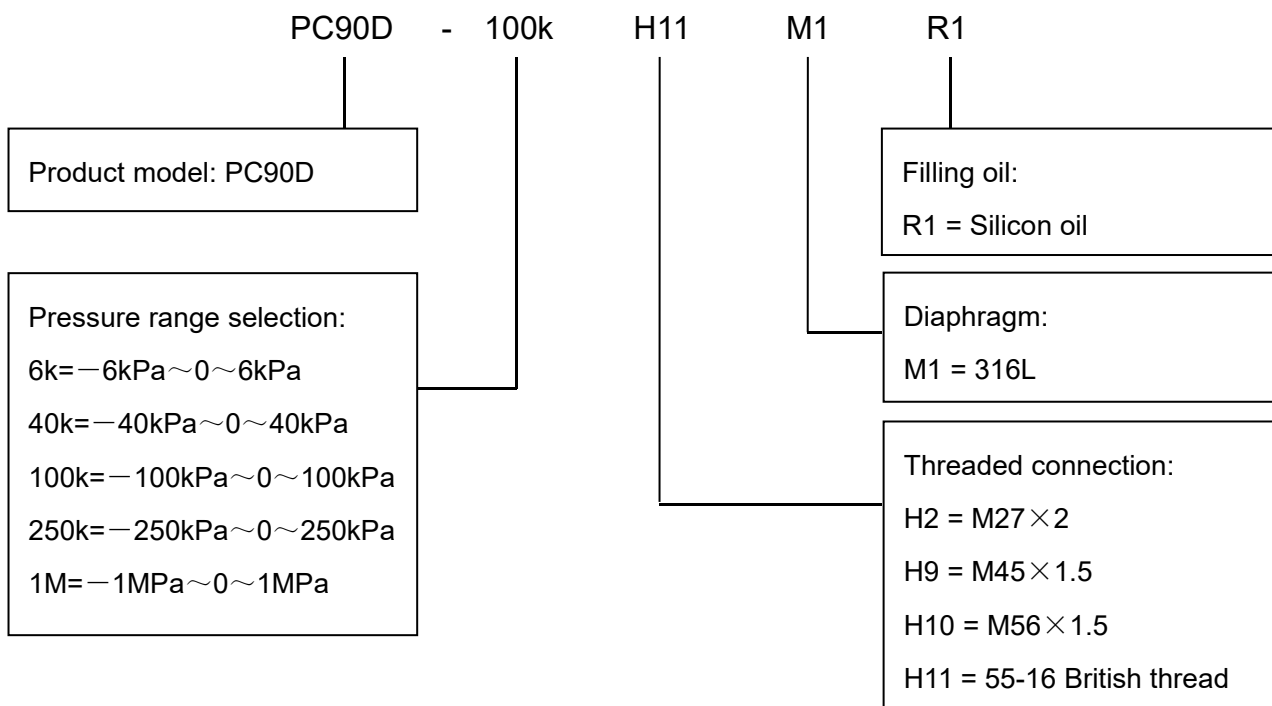 PC90D - 100k H11 M1 R1
Product model: PC90D
Pressure range selection:
6k=－6kPa～0～6kPa
40k=－40kPa～0～40kPa
100k=－100kPa～0～100kPa
250k=－250kPa～0～250kPa
1M=－1MPa～0～1MPa
Filling oil:
R1 = Silicon oil
Diaphragm:
M1 = 316L
Threaded connection:
H2 = M27×2
H9 = M45×1.5
H10 = M56×1.5
H11 = 55-16 British thread